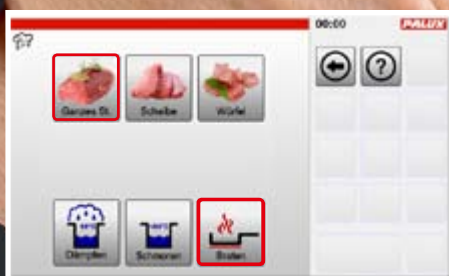 00:00 PALUX
Ganzes St. Scheibe Würfel
?
Dämpfen Schmoren Braten